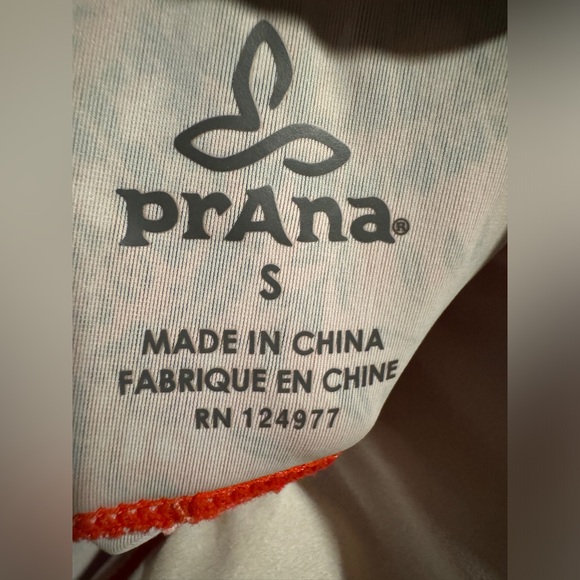 prAna®
S
MADE IN CHINA
FABRIQUE EN CHINE
RN 124977